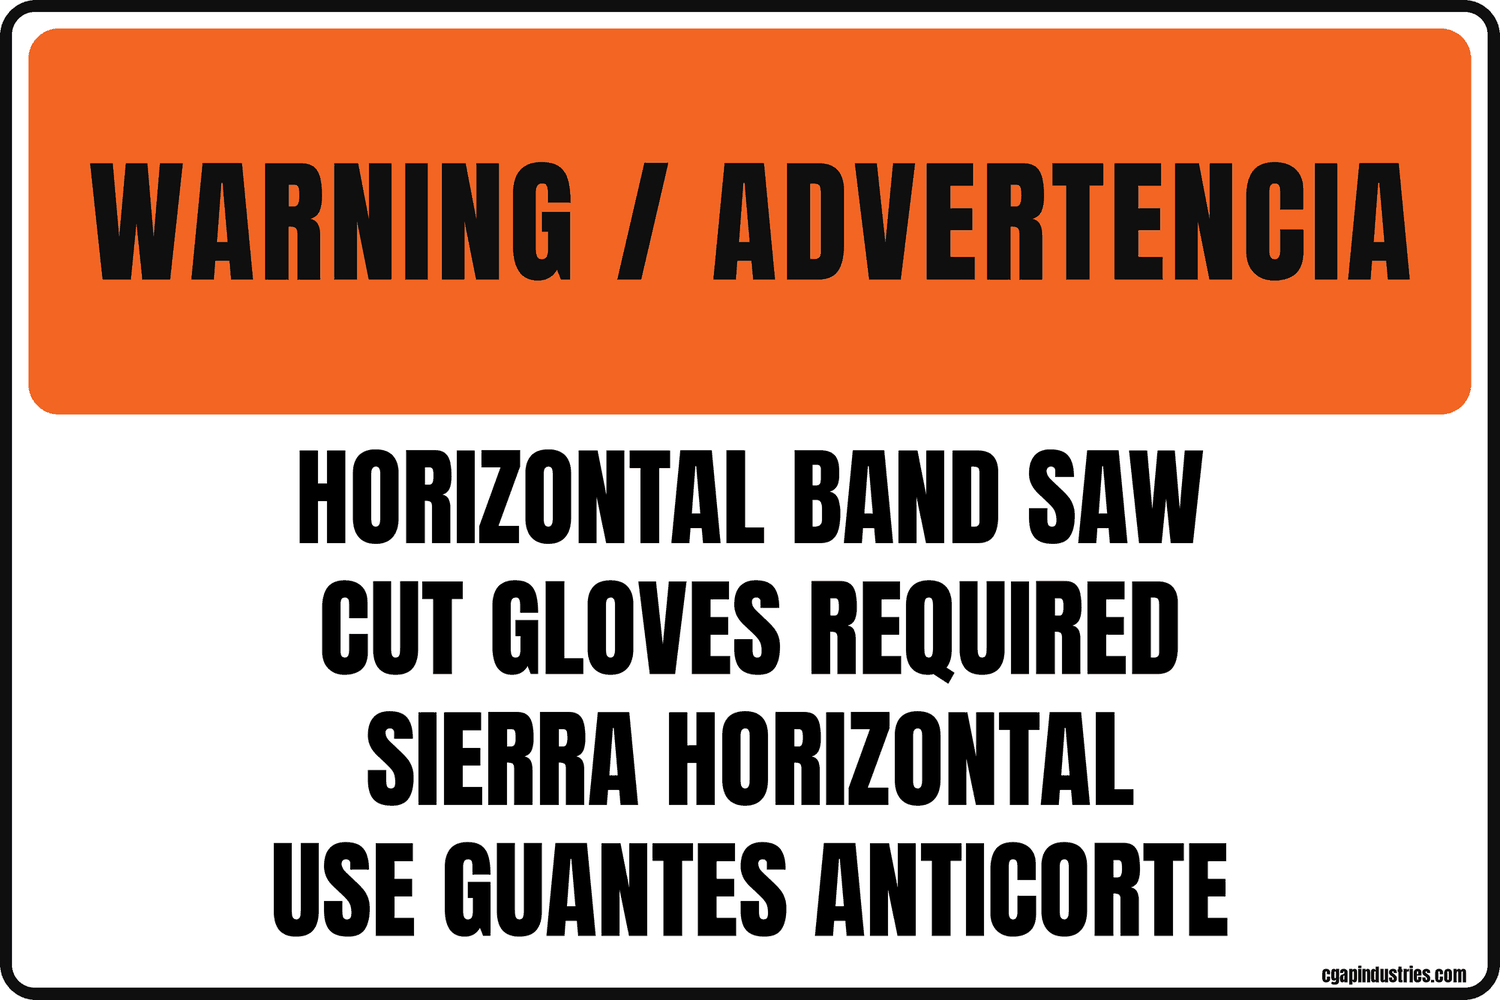 WARNING / ADVERTENCIA
HORIZONTAL BAND SAW
CUT GLOVES REQUIRED
SIERRA HORIZONTAL
USE GUANTES ANTICORTE
cgapindustries.com